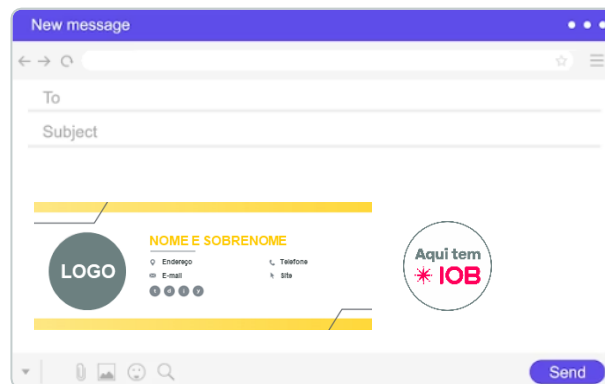 New message
To
Subject
NOME E SOBRENOME
LOGO
Endereço
Telefone
E-mail
Site
Aqui tem
IOB
Send